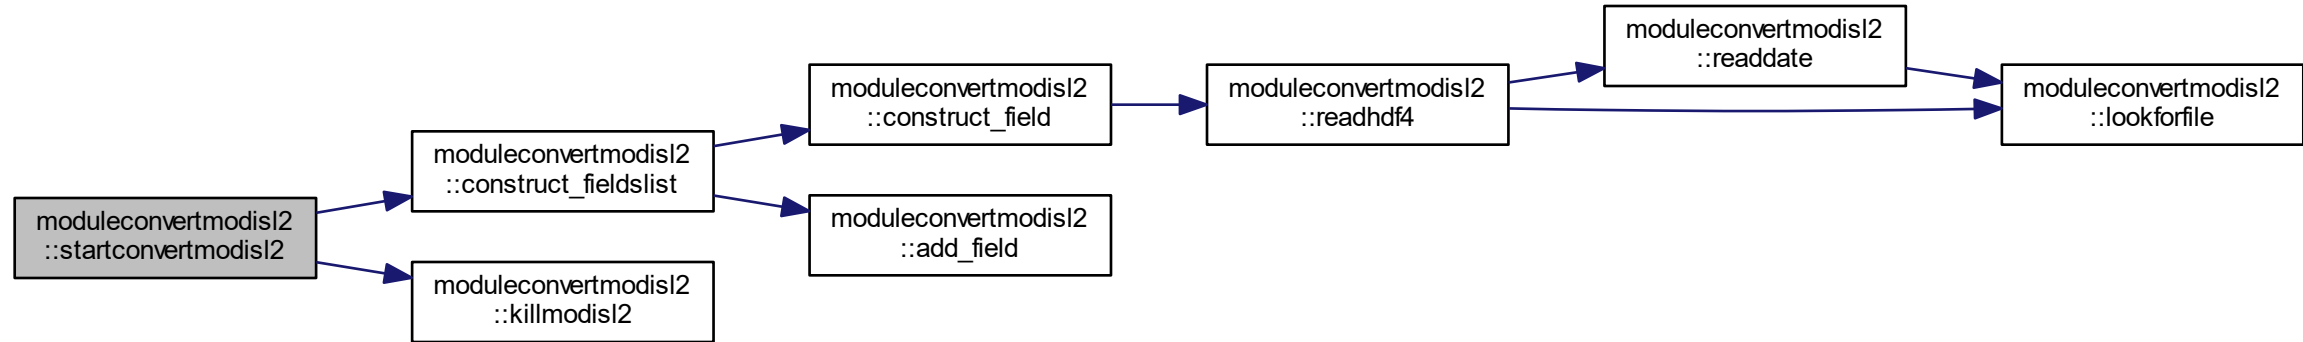 moduleconvertmodisl2
::startconvertmodisl2
moduleconvertmodisl2
::construct_fieldslist
moduleconvertmodisl2
::killmodisl2
moduleconvertmodisl2
::construct_field
moduleconvertmodisl2
::add_field
moduleconvertmodisl2
::readhdf4
moduleconvertmodisl2
::readdate
moduleconvertmodisl2
::lookforfile